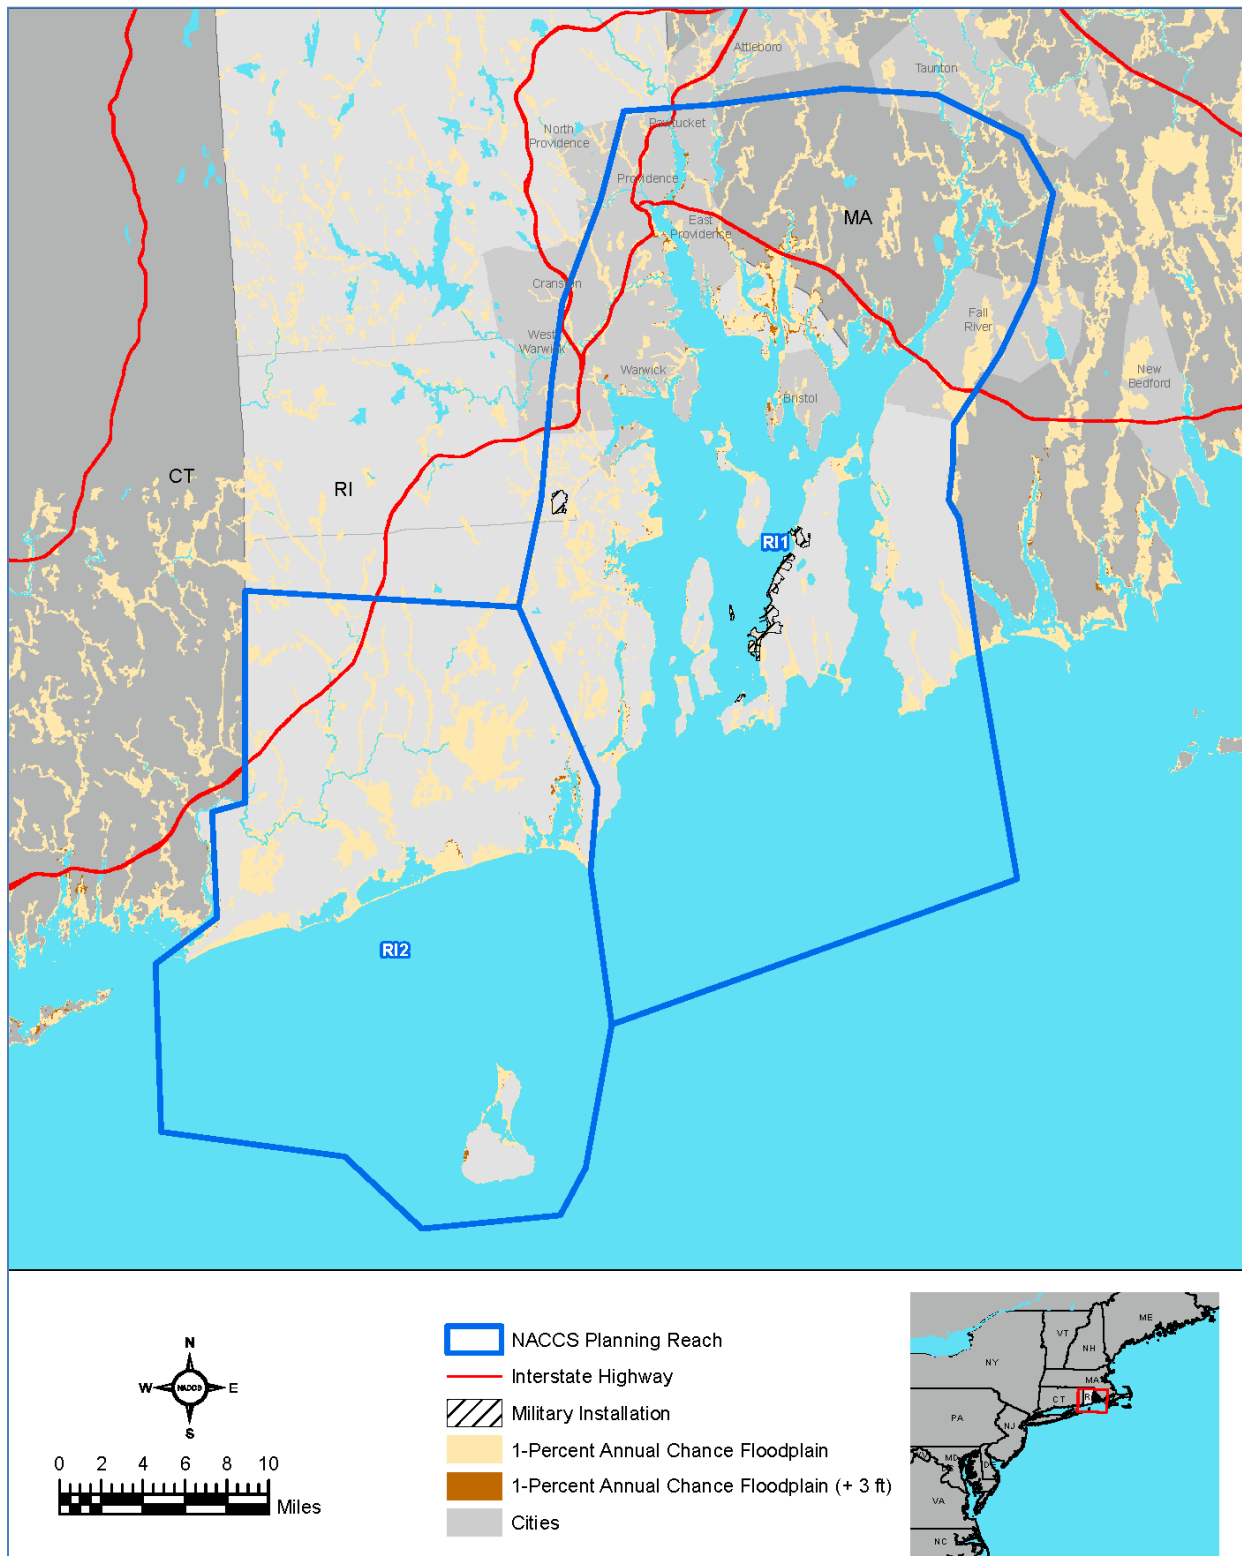 Attleboro
Taunton
Pawtucket
North
Providence
Providence
MA
East
Providence
Cranston
Fall
River
West
Warwick
Warwick
New
Bedford
Bristol
CT
RI
RI1
RI2
N
W
NACCS
E
S
0 2 4 6 8 10
Miles
NACCS Planning Reach
Interstate Highway
Military Installation
1-Percent Annual Chance Floodplain
1-Percent Annual Chance Floodplain (+ 3 ft)
Cities
ME
VT
NH
NY
MA
CT
R
PA
NJ
MD
VA
NC